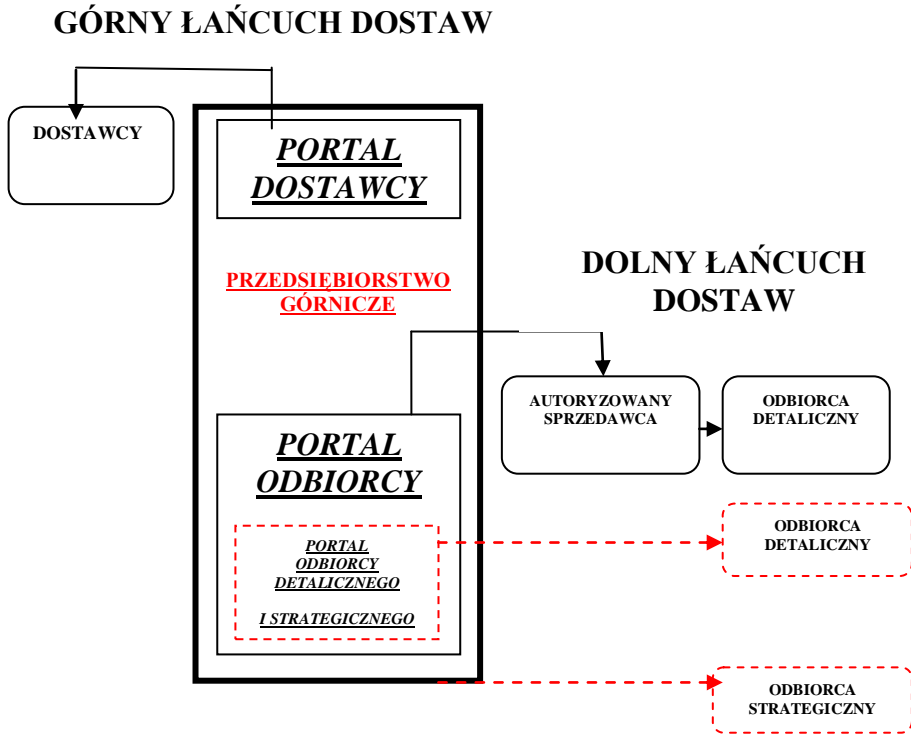 GÓRNY ŁAŃCUCH DOSTAW
DOSTAWCY
PORTAL
DOSTAWCY
PRZEDSIĘBIORSTWO
GÓRNICZE
DOLNY ŁAŃCUCH
DOSTAW
AUTORYZOWANY
SPRZEDAWCA
ODBIORCA
DETALICZNY
PORTAL
ODBIORCY
PORTAL
ODBIORCY
DETALICZNEGO
I STRATEGICZNEGO
ODBIORCA
DETALICZNY
ODBIORCA
STRATEGICZNY